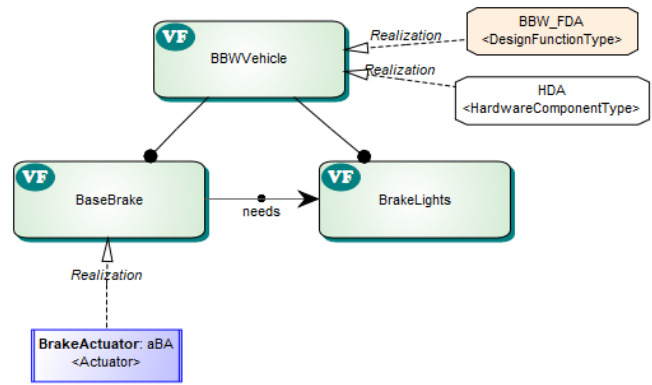 VF
BBWVehicle
Realization
BBW_FDA
<DesignFunctionType>
Realization
HDA
<HardwareComponentType>
VF
BaseBrake
needs
VF
BrakeLights
Realization
BrakeActuator: aBA
<Actuator>